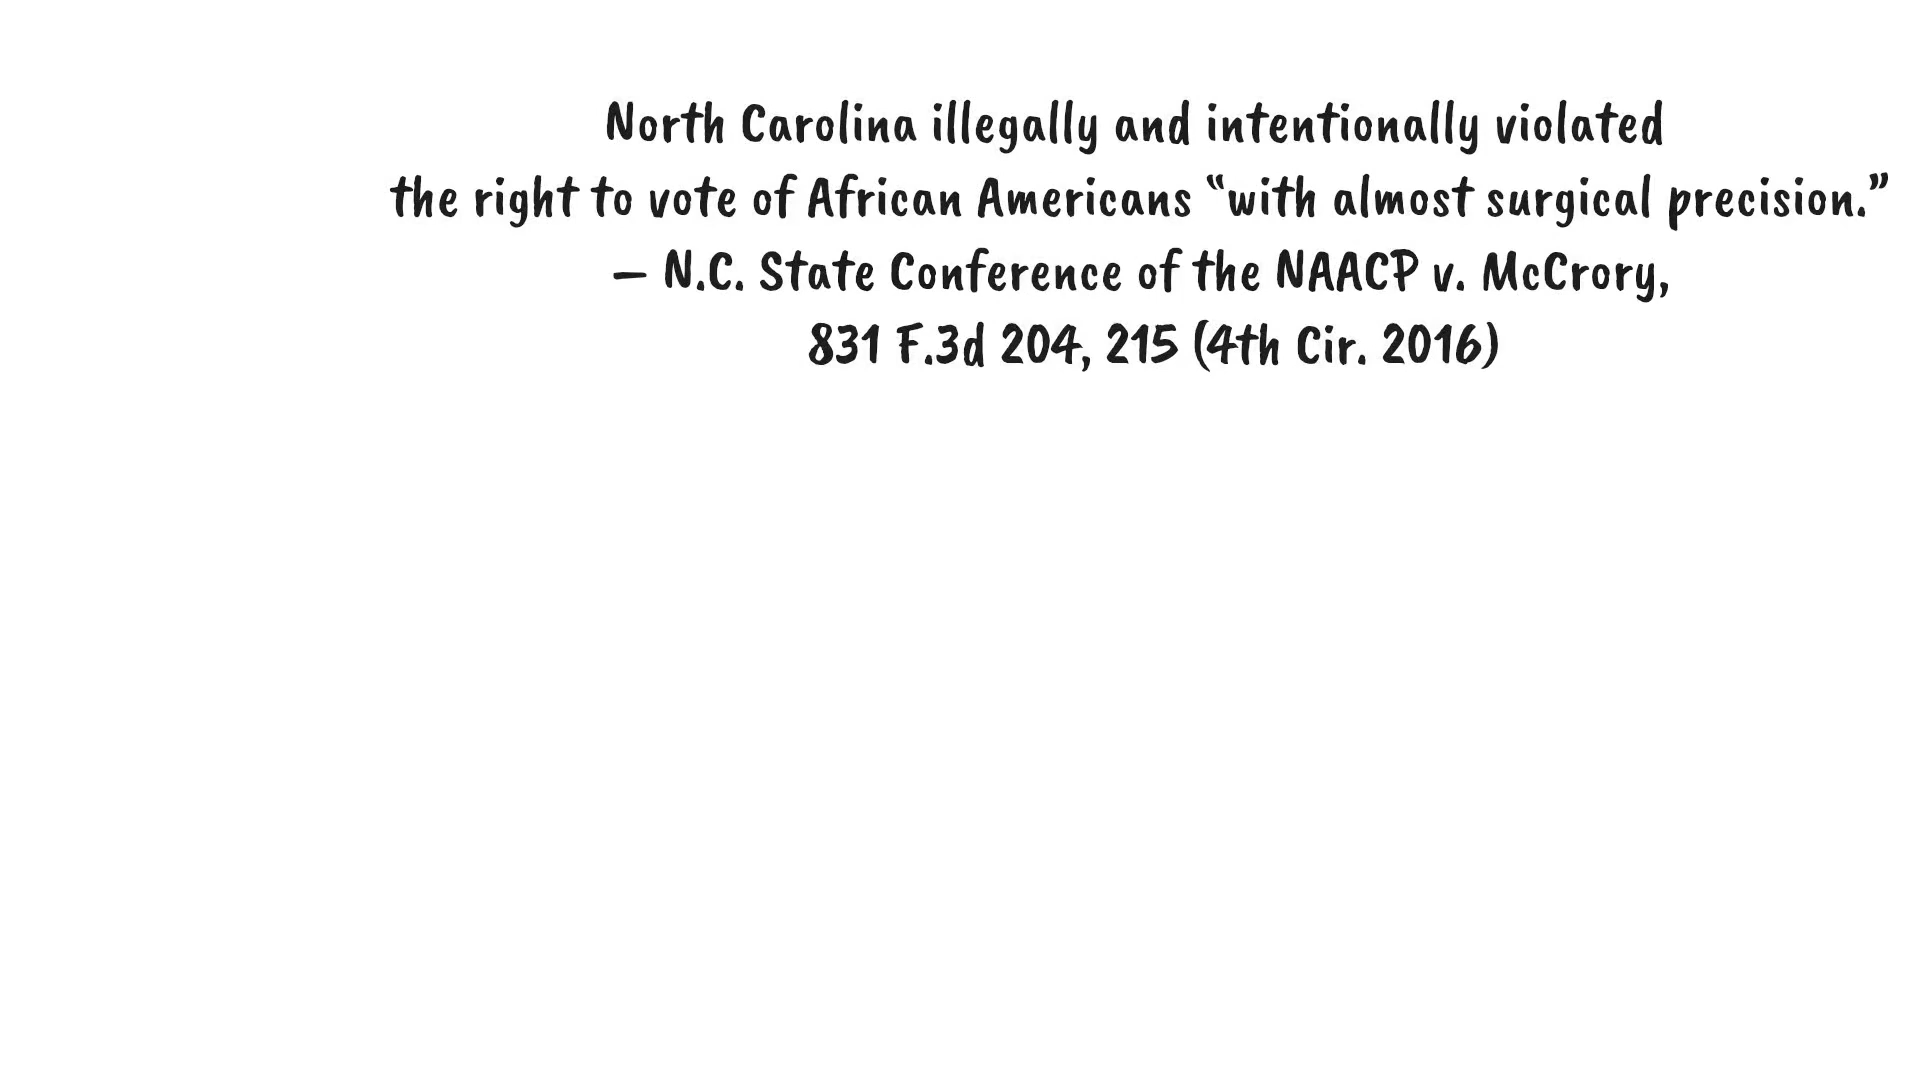 North Carolina illegally and intentionally violated
the right to vote of African Americans “with almost surgical precision.”
– N.C. State Conference of the NAACP v. McCrory,
831 F.3d 204, 215 (4th Cir. 2016)